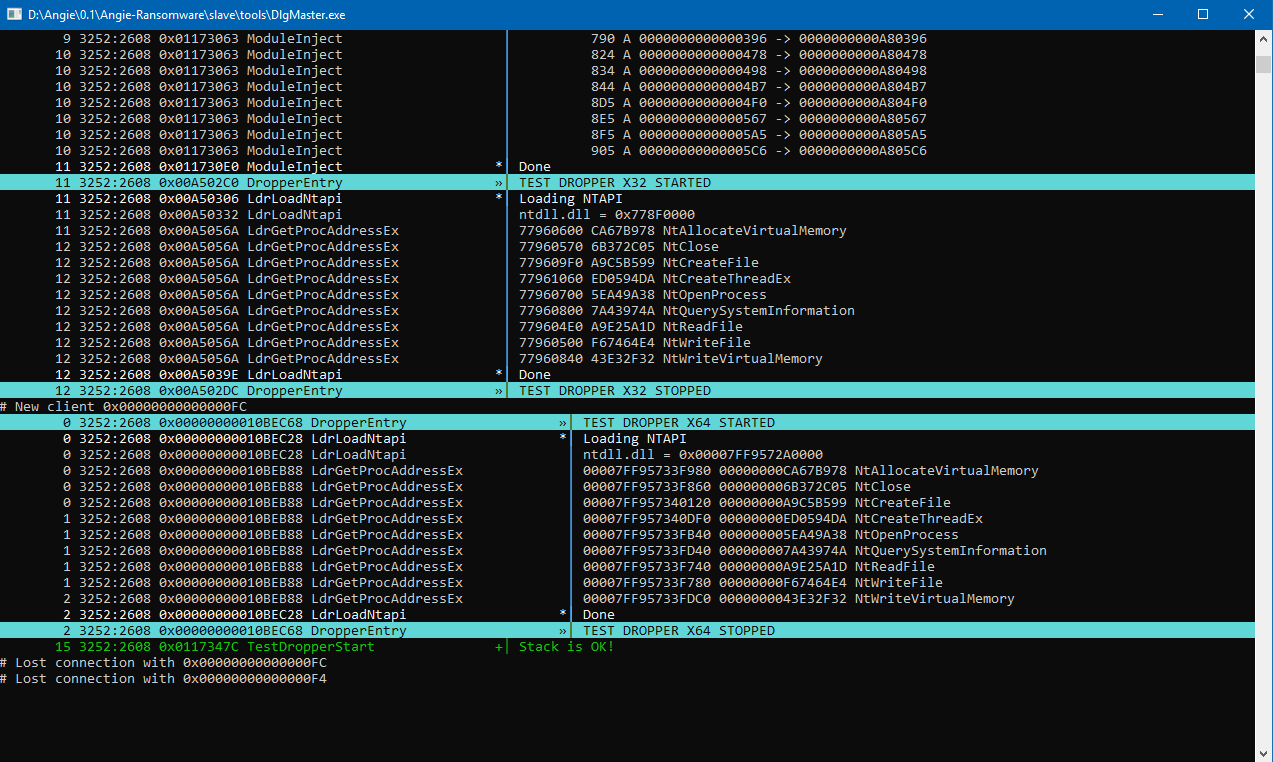 D:\Angie\0.1\Angie-Ransomware\slave\tools\DlgMaster.exe
9 3252:2608 0x01173063 ModuleInject | 790 A 0000000000000396 -> 0000000000A80396
10 3252:2608 0x01173063 ModuleInject | 824 A 0000000000000478 -> 0000000000A80478
10 3252:2608 0x01173063 ModuleInject | 834 A 0000000000000498 -> 0000000000A80498
10 3252:2608 0x01173063 ModuleInject | 844 A 00000000000004B7 -> 0000000000A804B7
10 3252:2608 0x01173063 ModuleInject | 8D5 A 00000000000004F0 -> 0000000000A804F0
10 3252:2608 0x01173063 ModuleInject | 8E5 A 0000000000000567 -> 0000000000A80567
10 3252:2608 0x01173063 ModuleInject | 8F5 A 00000000000005A5 -> 0000000000A805A5
10 3252:2608 0x01173063 ModuleInject | 905 A 00000000000005C6 -> 0000000000A805C6
11 3252:2608 0x011730E0 ModuleInject *| Done
11 3252:2608 0x00A502C0 DropperEntry »| TEST DROPPER X32 STARTED
11 3252:2608 0x00A50306 LdrLoadNtapi *| Loading NTAPI
11 3252:2608 0x00A50332 LdrLoadNtapi | ntdll.dll = 0x778F0000
11 3252:2608 0x00A5056A LdrGetProcAddressEx | 77960600 CA67B978 NtAllocateVirtualMemory
12 3252:2608 0x00A5056A LdrGetProcAddressEx | 77960570 6B372C05 NtClose
12 3252:2608 0x00A5056A LdrGetProcAddressEx | 779609F0 A9C5B599 NtCreateFile
12 3252:2608 0x00A5056A LdrGetProcAddressEx | 77961060 ED0594DA NtCreateThreadEx
12 3252:2608 0x00A5056A LdrGetProcAddressEx | 77960700 5EA49A38 NtOpenProcess
12 3252:2608 0x00A5056A LdrGetProcAddressEx | 77960800 7A43974A NtQuerySystemInformation
12 3252:2608 0x00A5056A LdrGetProcAddressEx | 779604E0 A9E25A1D NtReadFile
12 3252:2608 0x00A5056A LdrGetProcAddressEx | 77960500 F67464E4 NtWriteFile
12 3252:2608 0x00A5056A LdrGetProcAddressEx | 77960840 43E32F32 NtWriteVirtualMemory
12 3252:2608 0x00A5039E LdrLoadNtapi *| Done
12 3252:2608 0x00A502DC DropperEntry »| TEST DROPPER X32 STOPPED
# New client 0x00000000000000FC
0 3252:2608 0x00000000010BEC68 DropperEntry »| TEST DROPPER X64 STARTED
0 3252:2608 0x00000000010BEC28 LdrLoadNtapi *| Loading NTAPI
0 3252:2608 0x00000000010BEC28 LdrLoadNtapi | ntdll.dll = 0x00007FF9572A0000
0 3252:2608 0x00000000010BEB88 LdrGetProcAddressEx | 00007FF95733F980 00000000CA67B978 NtAllocateVirtualMemory
0 3252:2608 0x00000000010BEB88 LdrGetProcAddressEx | 00007FF95733F860 000000006B372C05 NtClose
0 3252:2608 0x00000000010BEB88 LdrGetProcAddressEx | 00007FF957340120 00000000A9C5B599 NtCreateFile
1 3252:2608 0x00000000010BEB88 LdrGetProcAddressEx | 00007FF957340DF0 00000000ED0594DA NtCreateThreadEx
1 3252:2608 0x00000000010BEB88 LdrGetProcAddressEx | 00007FF95733FB40 000000005EA49A38 NtOpenProcess
1 3252:2608 0x00000000010BEB88 LdrGetProcAddressEx | 00007FF95733FD40 000000007A43974A NtQuerySystemInformation
1 3252:2608 0x00000000010BEB88 LdrGetProcAddressEx | 00007FF95733F740 00000000A9E25A1D NtReadFile
1 3252:2608 0x00000000010BEB88 LdrGetProcAddressEx | 00007FF95733F780 00000000F67464E4 NtWriteFile
2 3252:2608 0x00000000010BEB88 LdrGetProcAddressEx | 00007FF95733FDC0 0000000043E32F32 NtWriteVirtualMemory
2 3252:2608 0x00000000010BEC28 LdrLoadNtapi *| Done
2 3252:2608 0x00000000010BEC68 DropperEntry »| TEST DROPPER X64 STOPPED
15 3252:2608 0x0117347C TestDropperStart +| Stack is OK!
# Lost connection with 0x00000000000000FC
# Lost connection with 0x00000000000000F4